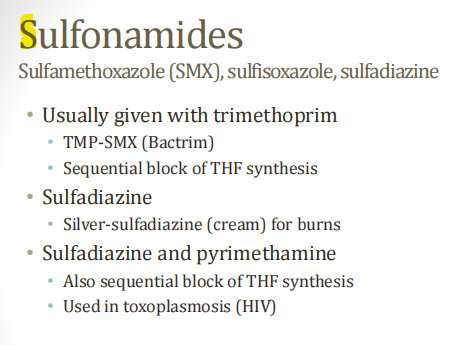 Sulfonamides
Sulfamethoxazole (SMX), sulfisoxazole, sulfadiazine
• Usually given with trimethoprim
• TMP-SMX (Bactrim)
• Sequential block of THF synthesis
• Sulfadiazine
• Silver-sulfadiazine (cream) for burns
• Sulfadiazine and pyrimethamine
• Also sequential block of THF synthesis
• Used in toxoplasmosis (HIV)